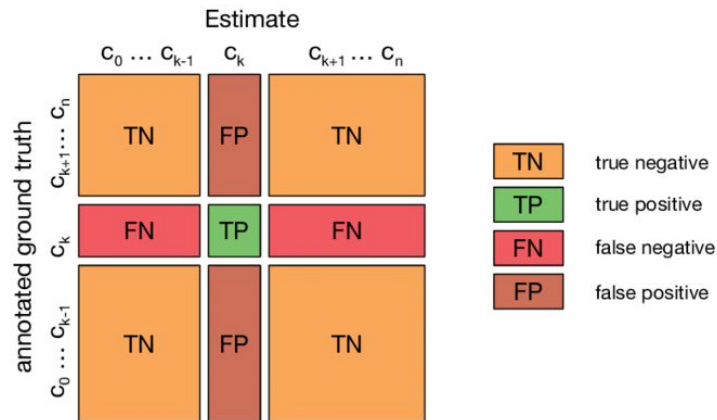 Estimate
c0 ... ck-1 ck ck+1 ... cn
annotated ground truth
ck+1 ... cn
TN FP TN
ck
FN TP FN
c0 ... ck-1
TN FP TN
TN true negative
TP true positive
FN false negative
FP false positive